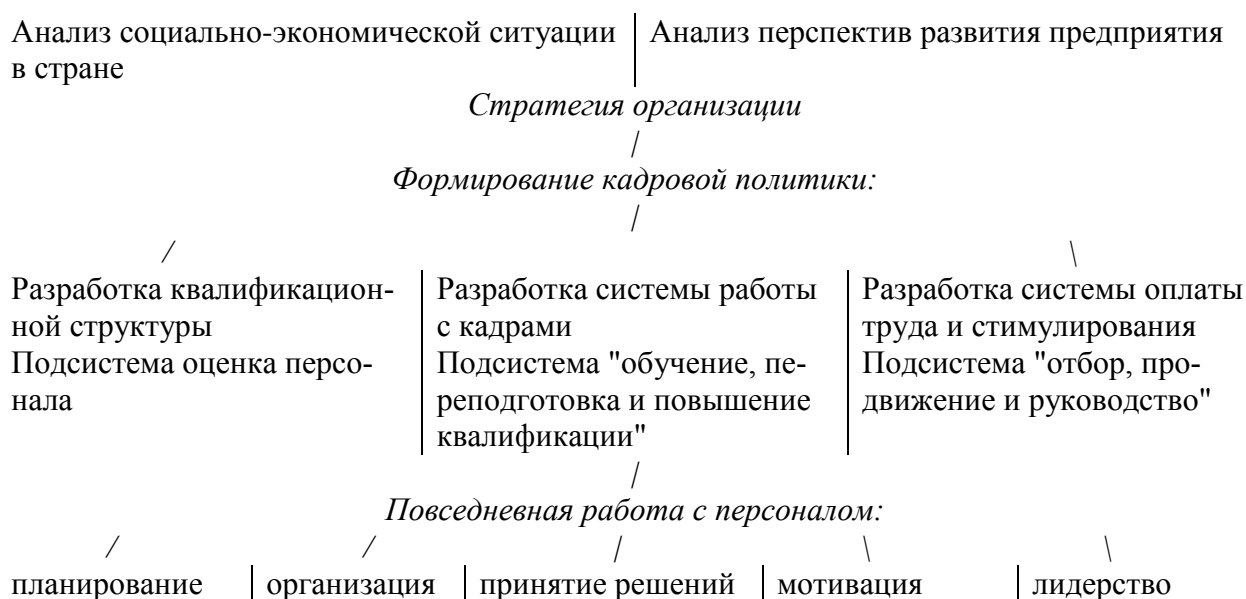 Анализ социально-экономической ситуации
в стране
Анализ перспектив развития предприятия
Стратегия организации
/
Формирование кадровой политики:
/
/ \
Разработка квалификацион-
ной структуры
Подсистема оценка персо-
нала
Разработка системы работы
с кадрами
Подсистема "обучение, пе-
реподготовка и повышение
квалификации"
Разработка системы оплаты
труда и стимулирования
Подсистема "отбор, про-
движение и руководство"
/
Повседневная работа с персоналом:
/ / / \ \
планирование
организация
принятие решений
мотивация
лидерство